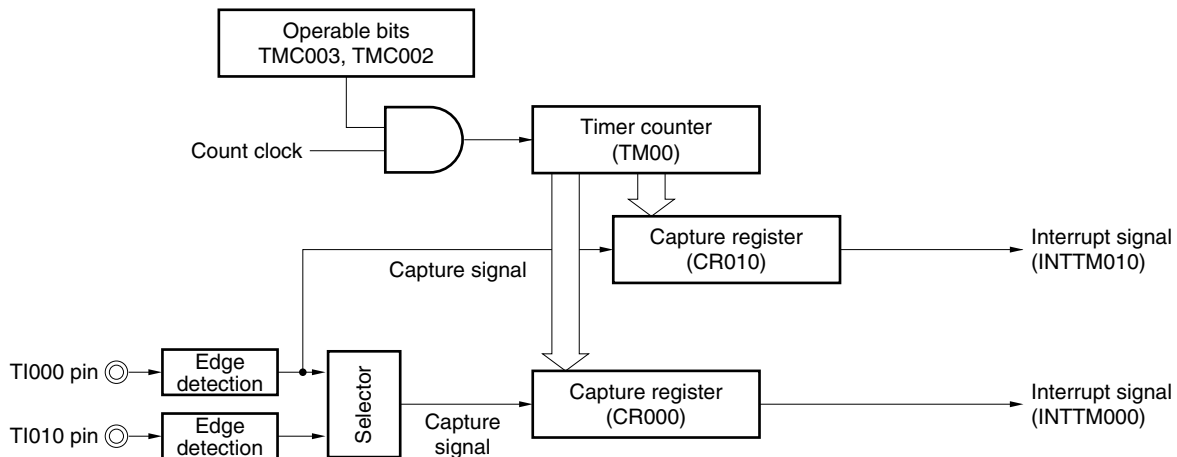 Operable bits
TMC003, TMC002
Count clock
Timer counter
(TM00)
Capture register
(CR010)
Interrupt signal
(INTTM010)
Capture signal
TI000 pin
Edge
detection
Selector
Capture register
(CR000)
Interrupt signal
(INTTM000)
TI010 pin
Edge
detection
Capture
signal